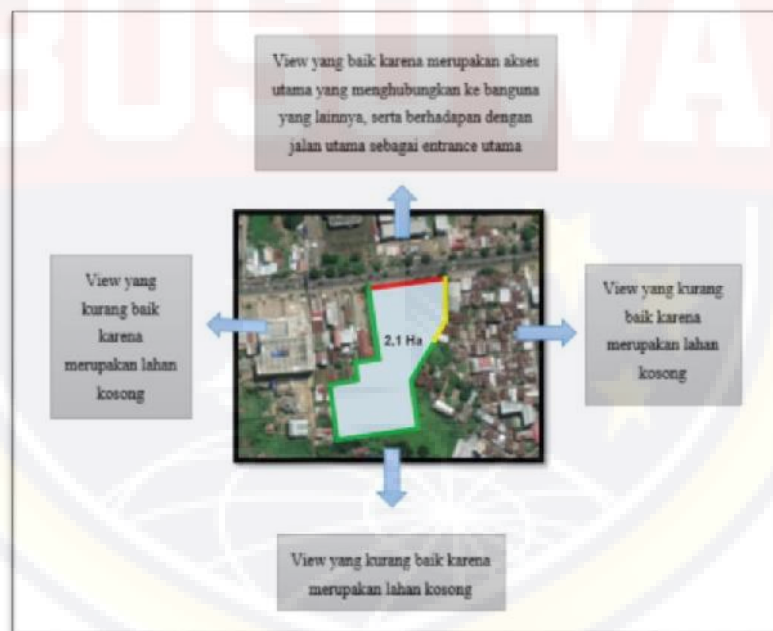 BOSOWA
View yang baik karena merupakan akses
utama yang menghubungkan ke banguna
yang lainnya, serta berhadapan dengan
jalan utama sebagai entrance utama
View yang
kurang baik
karena
merupakan lahan
kosong
2,1 Ha
View yang kurang
baik karena
merupakan lahan
kosong
View yang kurang baik karena
merupakan lahan kosong